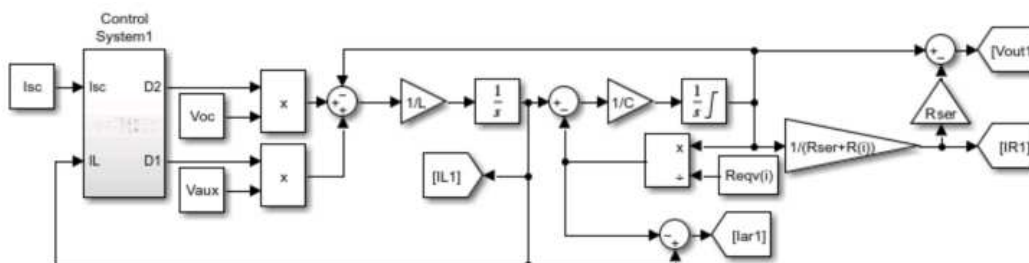 Control
System1
Isc
Isc
D2
IL
D1
Voc
x
Vaux
x
1/L
1
s
[IL1]
1/C
1
s
x
÷
Reqv(i)
1/(Rser+R(i))
Rser
[Vout1
[IR1]
[Iar1]